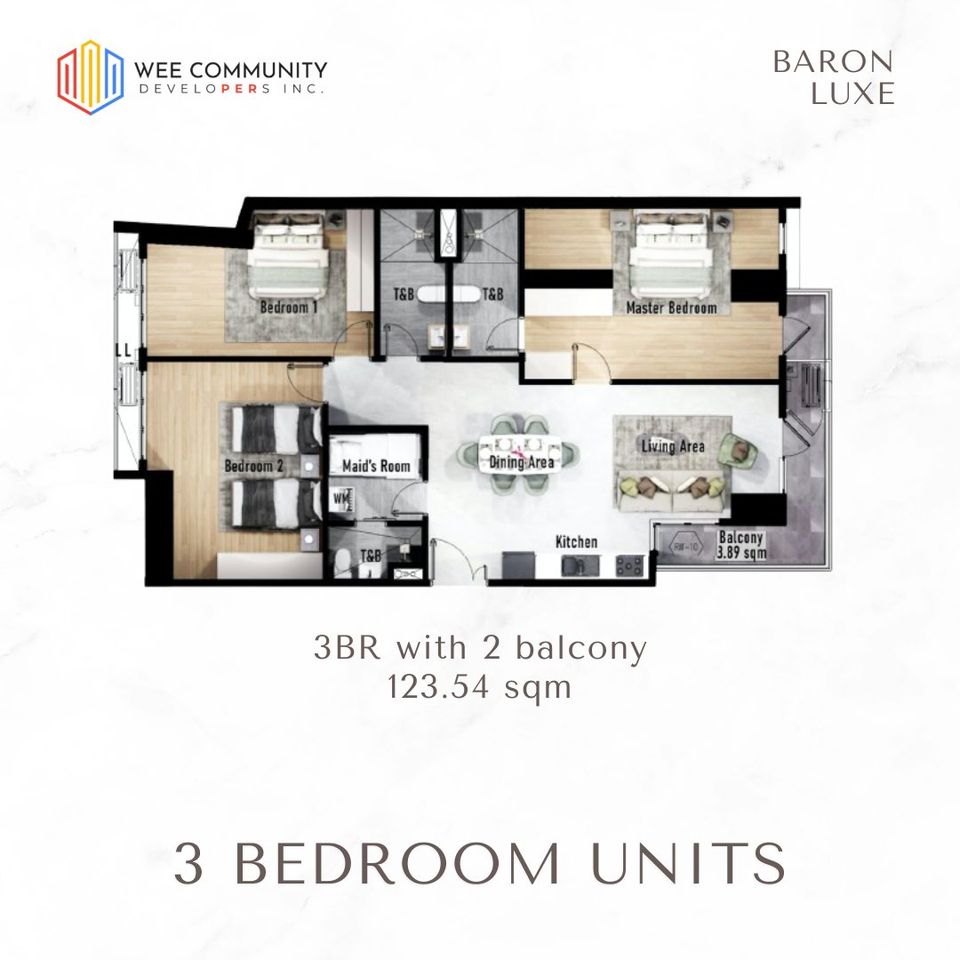 WEE COMMUNITY
DEVELOPERS INC.
BARON
LUXE
Bedroom 1
T&B
T&B
Master Bedroom
LL
Bedroom 2
Maid's Room
WM
T&B
Dining Area
Living Area
Kitchen
Balcony
3.89 sqm
3BR with 2 balcony
123.54 sqm
3 BEDROOM UNITS